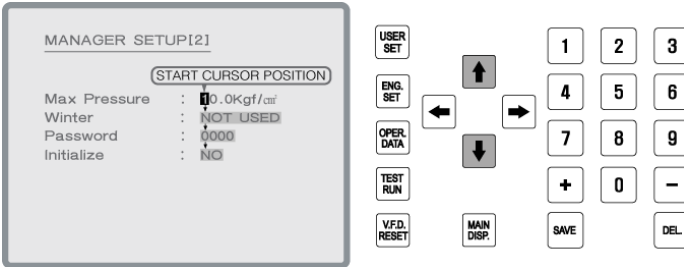 MANAGER SETUP[2]
START CURSOR POSITION
Max Pressure : 10.0Kgf/㎠
Winter : NOT USED
Password : 0000
Initialize : NO
USER SET
1 2 3
ENG. SET
4 5 6
OPER. DATA
7 8 9
TEST RUN
+ 0 −
V.F.D. RESET
MAIN DISP.
SAVE
DEL.